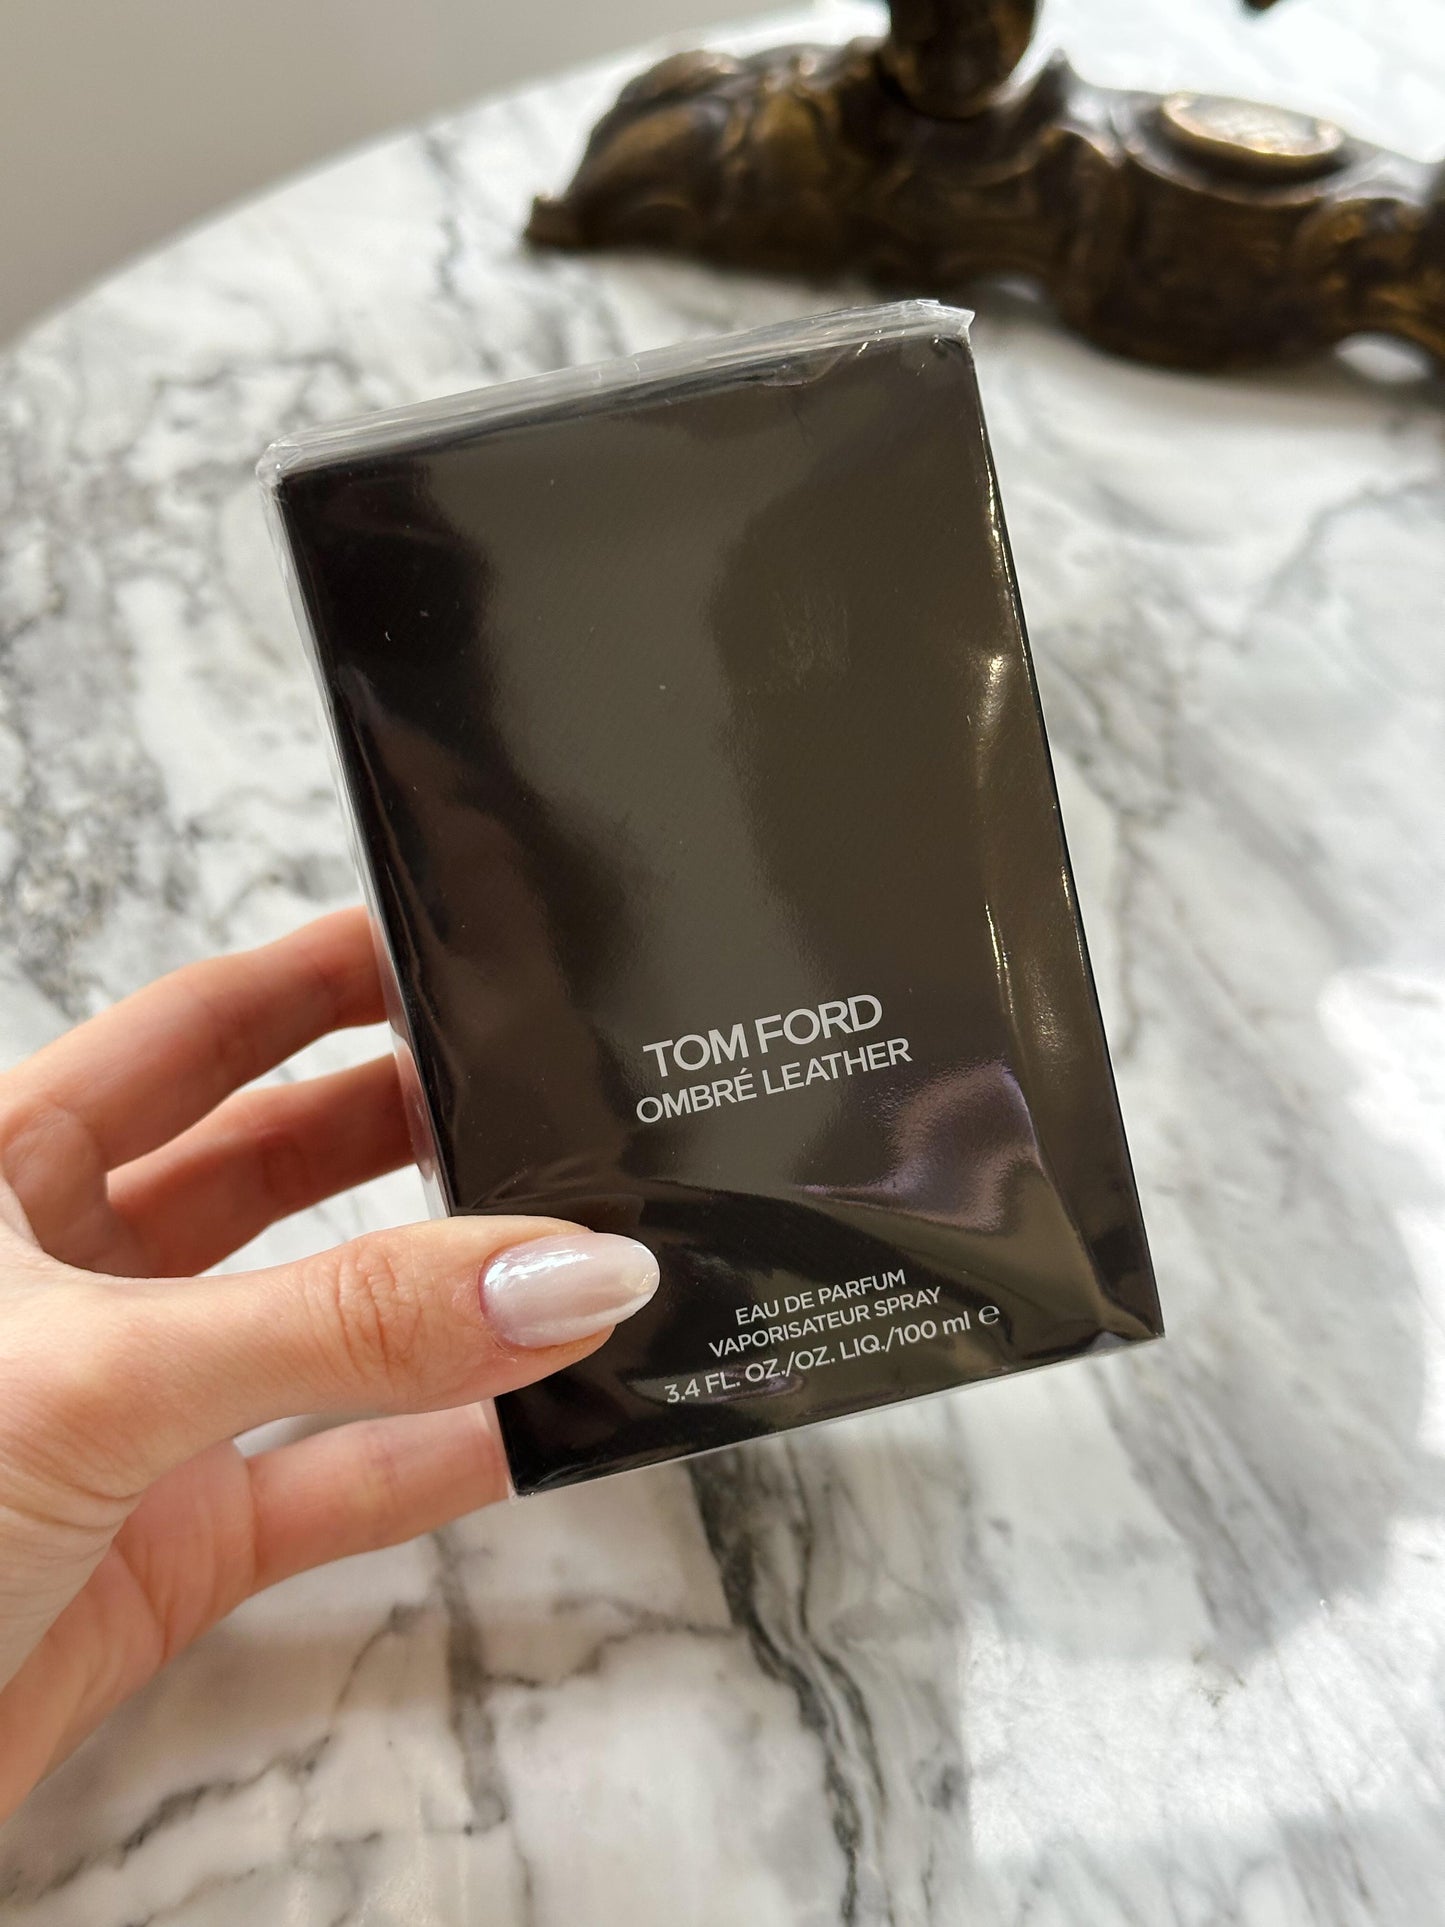 TOM FORD
OMBRÉ LEATHER
EAU DE PARFUM
VAPORISATEUR SPRAY
3.4 FL. OZ./OZ. LIQ./100 ml ℮